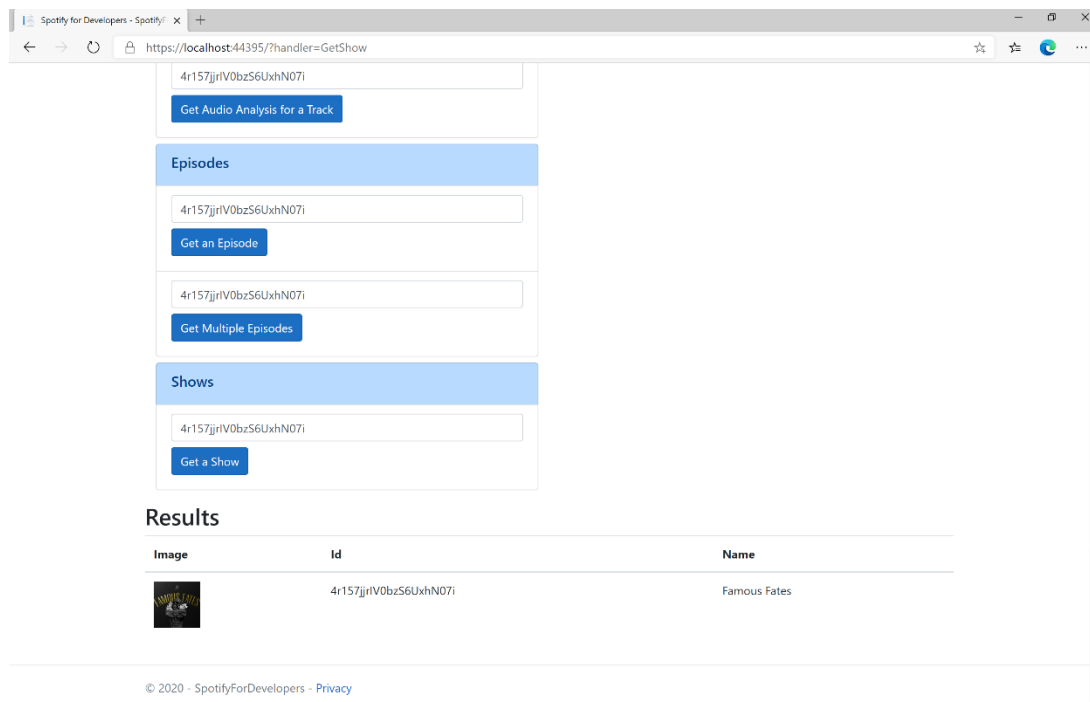 Spotify for Developers - Spotify
https://localhost:44395/?handler=GetShow
4r157jjrIV0bzS6UxhN07i
Get Audio Analysis for a Track
Episodes
4r157jjrIV0bzS6UxhN07i
Get an Episode
4r157jjrIV0bzS6UxhN07i
Get Multiple Episodes
Shows
4r157jjrIV0bzS6UxhN07i
Get a Show
Results
Image Id Name
FAMOUS FATES
4r157jjrIV0bzS6UxhN07i Famous Fates
© 2020 - SpotifyForDevelopers - Privacy